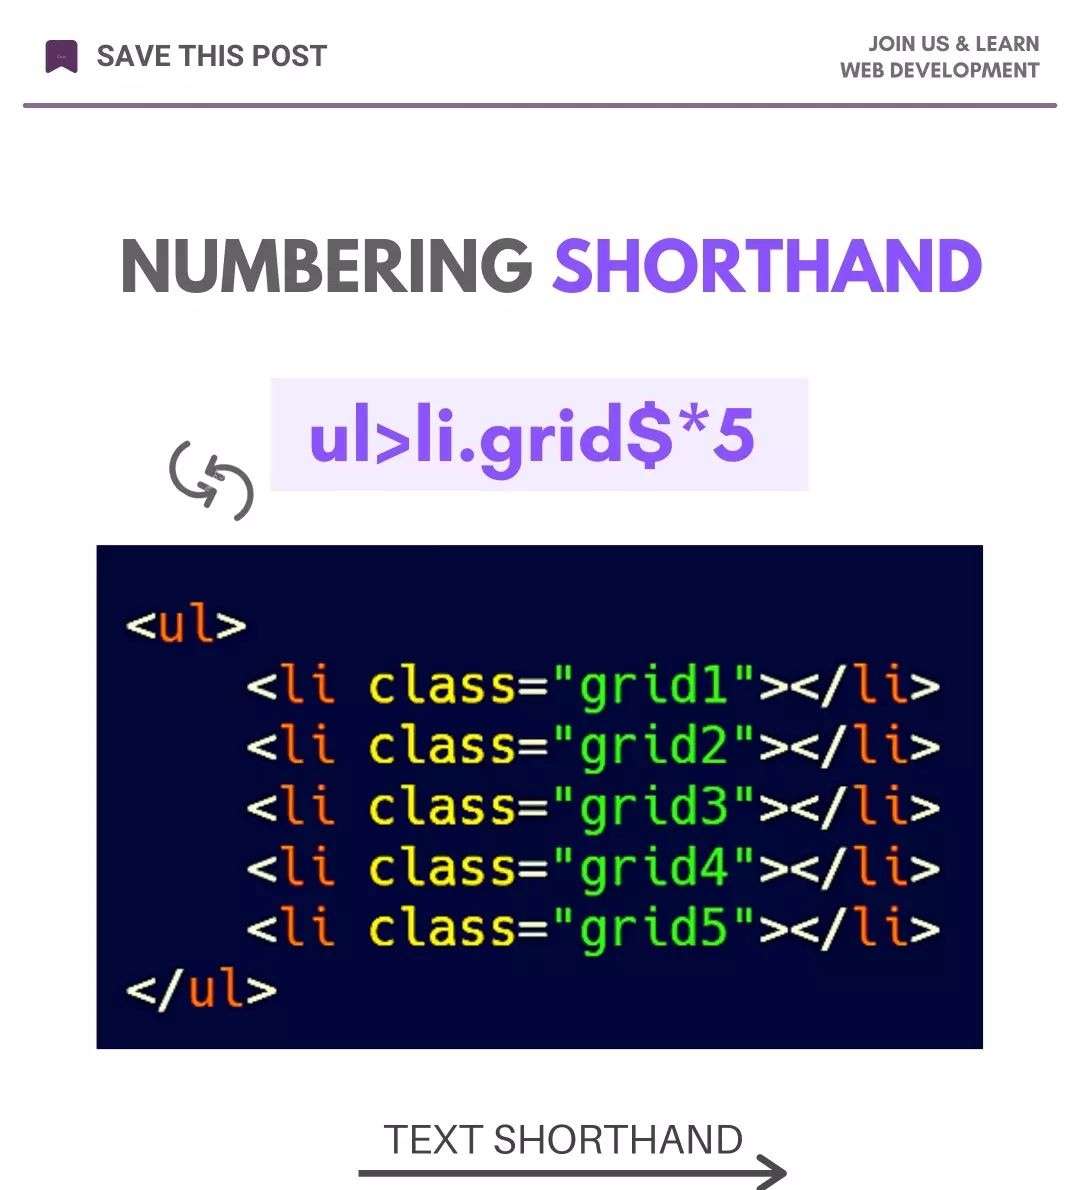 SAVE THIS POST
JOIN US & LEARN
WEB DEVELOPMENT
NUMBERING SHORTHAND
ul>li.grid$*5
<ul>
    <li class="grid1"></li>
    <li class="grid2"></li>
    <li class="grid3"></li>
    <li class="grid4"></li>
    <li class="grid5"></li>
</ul>
TEXT SHORTHAND